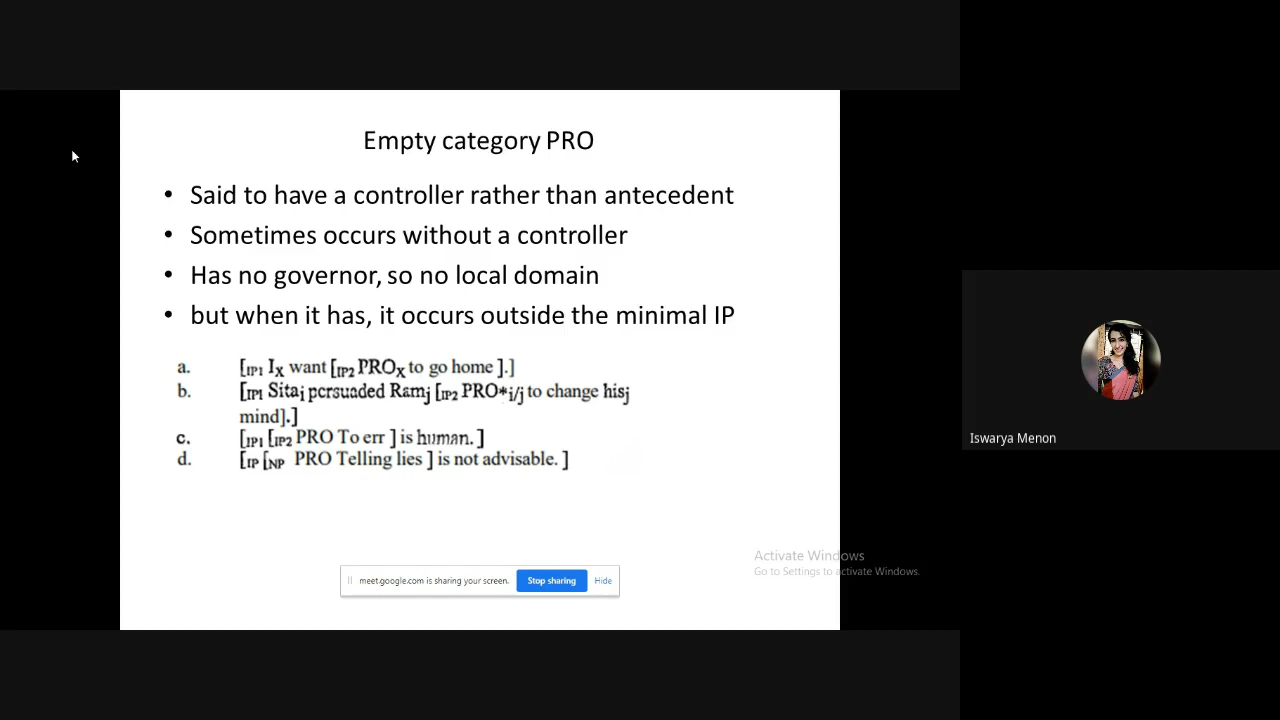 Empty category PRO
• Said to have a controller rather than antecedent
• Sometimes occurs without a controller
• Has no governor, so no local domain
• but when it has, it occurs outside the minimal IP
a. [IP1 Ix want [IP2 PROx to go home ].]
b. [IP1 Sitai persuaded Ramj [IP2 PRO*i/j to change hisj
mind].]
c. [IP1 [IP2 PRO To err ] is human. ]
d. [IP [NP PRO Telling lies ] is not advisable. ]
Iswarya Menon
Activate Windows
Go to Settings to activate Windows.
meet.google.com is sharing your screen. Stop sharing Hide